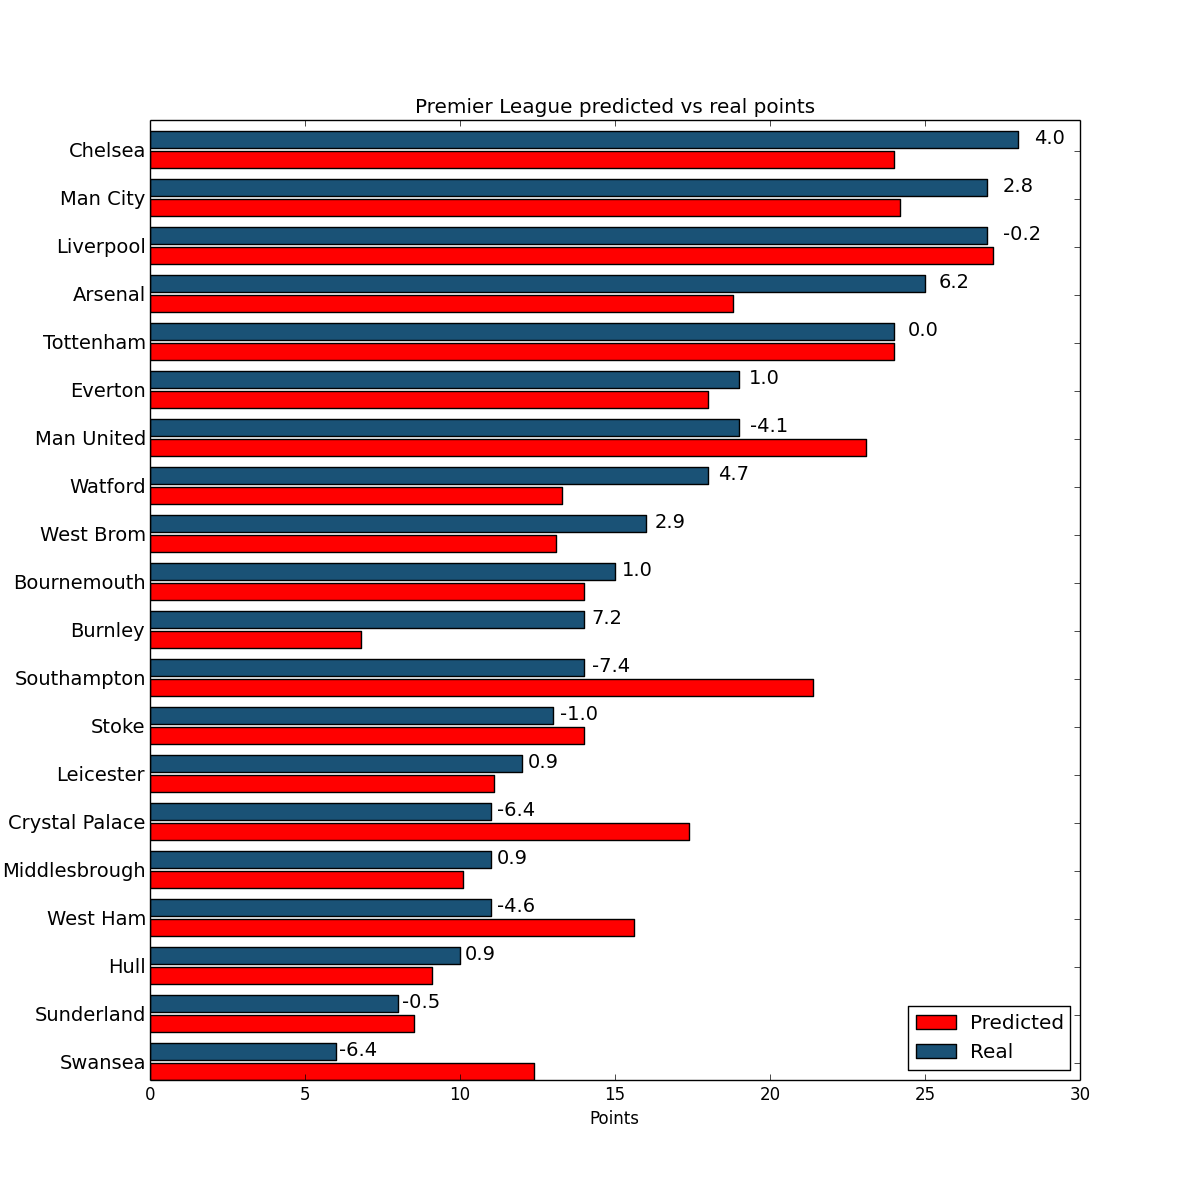 Premier League predicted vs real points
Chelsea 4.0
Man City 2.8
Liverpool -0.2
Arsenal 6.2
Tottenham 0.0
Everton 1.0
Man United -4.1
Watford 4.7
West Brom 2.9
Bournemouth 1.0
Burnley 7.2
Southampton -7.4
Stoke -1.0
Leicester 0.9
Crystal Palace -6.4
Middlesbrough 0.9
West Ham -4.6
Hull 0.9
Sunderland -0.5
Swansea -6.4
Predicted
Real
0 5 10 15 20 25 30
Points